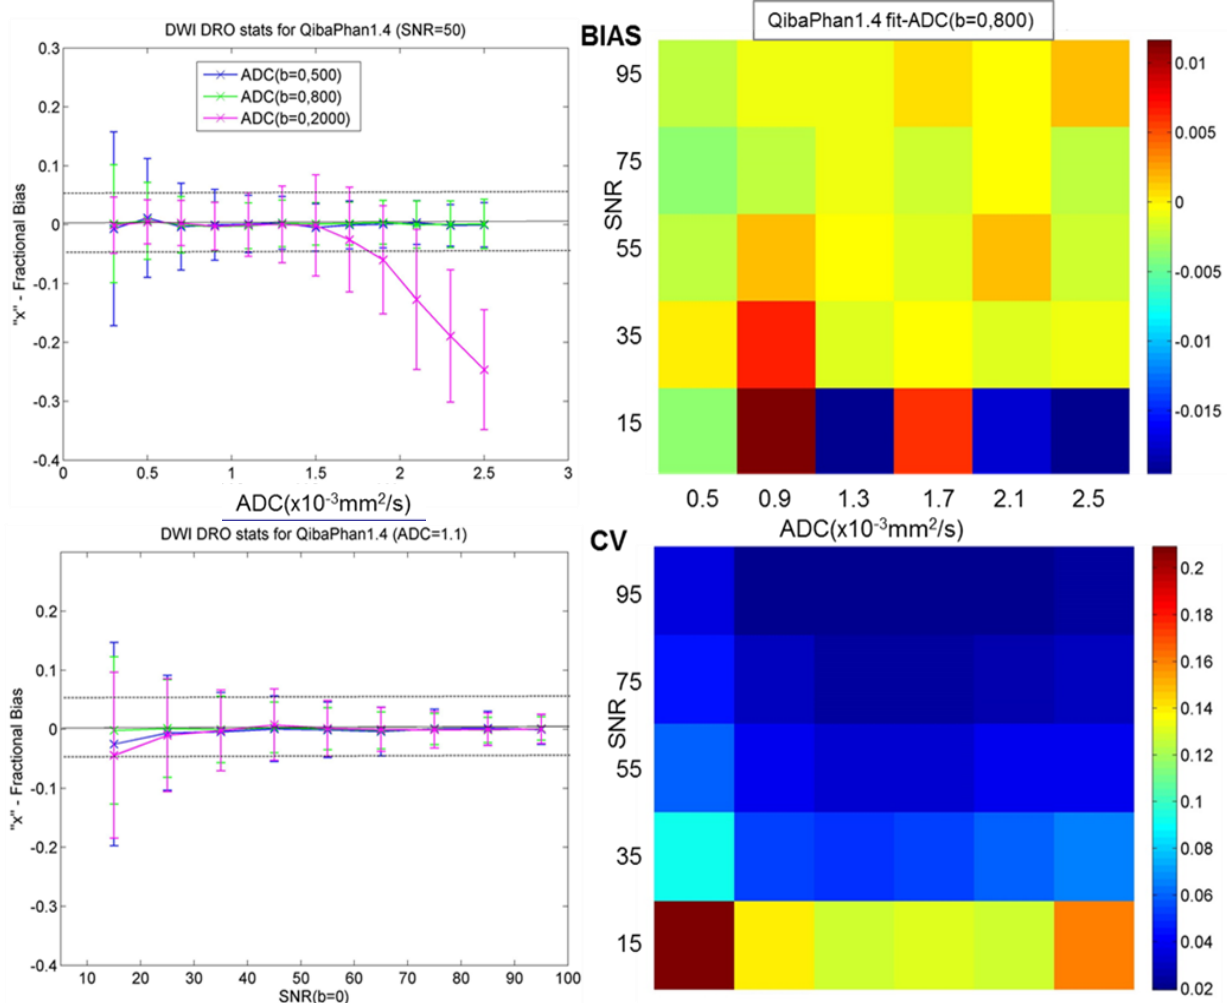 DWI DRO stats for QibaPhan1.4 (SNR=50)
0.3
0.2
0.1
0
-0.1
-0.2
-0.3
-0.4
"x" - Fractional Bias
ADC(b=0,500)
ADC(b=0,800)
ADC(b=0,2000)
0 0.5 1 1.5 2 2.5 3
ADC(x10-3mm2/s)
BIAS
QibaPhan1.4 fit-ADC(b=0,800)
SNR
95
75
55
35
15
0.5 0.9 1.3 1.7 2.1 2.5
ADC(x10-3mm2/s)
0.01
0.005
0
-0.005
-0.01
-0.015
DWI DRO stats for QibaPhan1.4 (ADC=1.1)
0.2
0.1
0
-0.1
-0.2
-0.3
-0.4
"x" - Fractional Bias
10 20 30 40 50 60 70 80 90 100
SNR(b=0)
CV
SNR
95
75
55
35
15
0.2
0.18
0.16
0.14
0.12
0.1
0.08
0.06
0.04
0.02